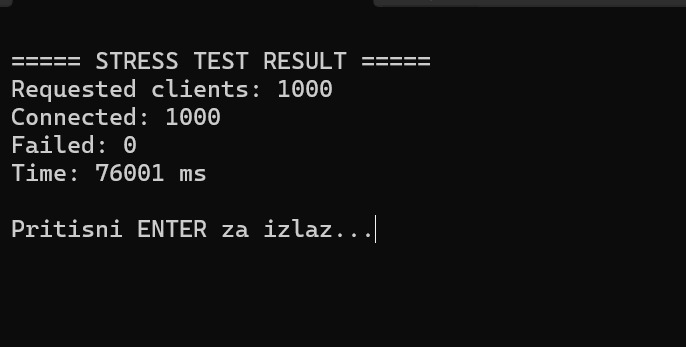 ===== STRESS TEST RESULT =====
Requested clients: 1000
Connected: 1000
Failed: 0
Time: 76001 ms
Pritisni ENTER za izlaz...